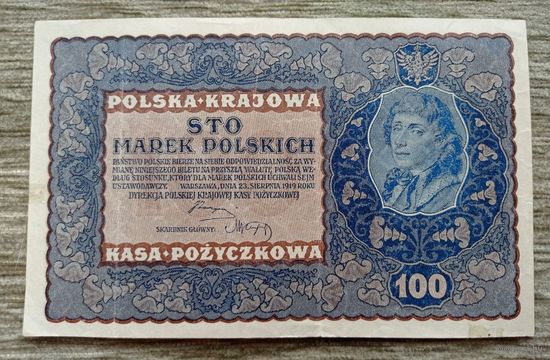 POLSKA·KRAJOWA
STO
MAREK POLSKICH
PAŃSTWO POLSKIE BIERZE NA SIEBIE ODPOWIEDZIALNOŚĆ ZA WY-
MIANĘ NINIEJSZEGO BILETU NA PRZYSZŁĄ WALUTĘ POLSKĄ, WE-
DŁUG STOSUNKU, KTÓRY DLA MAREK POLSKICH UCHWALI SEJM
USTAWODAWCZY. WARSZAWA, DNIA 23. SIERPNIA 1919 ROKU
DYREKCJA POLSKIEJ KRAJOWEJ KASY POŻYCZKOWEJ
SKARBNIK GŁÓWNY:
KASA·POŻYCZKOWA
100